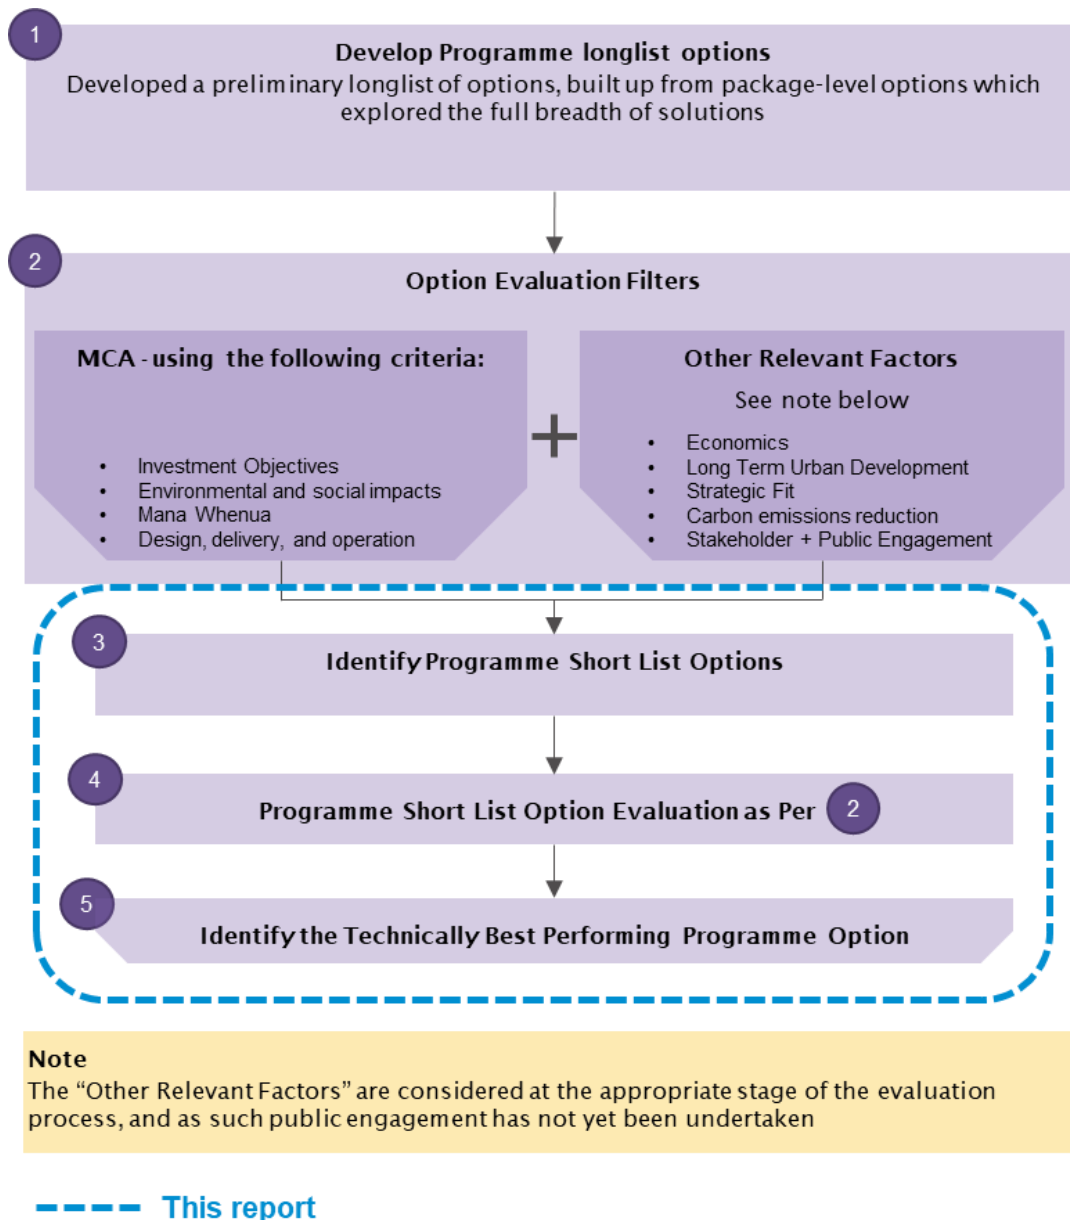 1
Develop Programme longlist options
Developed a preliminary longlist of options, built up from package-level options which
explored the full breadth of solutions
2
Option Evaluation Filters
MCA - using the following criteria:
• Investment Objectives
• Environmental and social impacts
• Mana Whenua
• Design, delivery, and operation
+
Other Relevant Factors
See note below
• Economics
• Long Term Urban Development
• Strategic Fit
• Carbon emissions reduction
• Stakeholder + Public Engagement
3
Identify Programme Short List Options
4
Programme Short List Option Evaluation as Per 2
5
Identify the Technically Best Performing Programme Option
Note
The “Other Relevant Factors” are considered at the appropriate stage of the evaluation
process, and as such public engagement has not yet been undertaken
This report